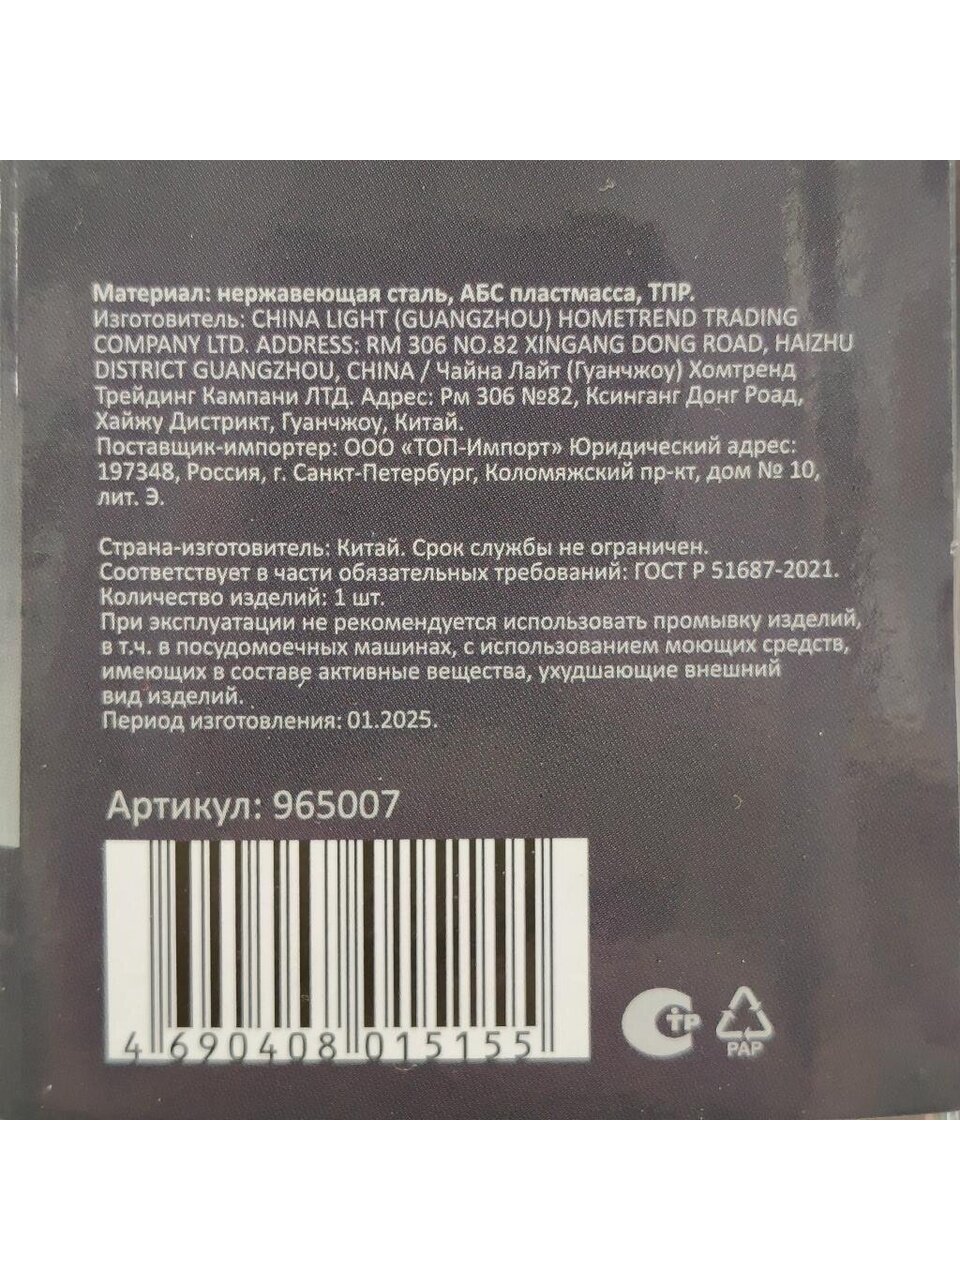 Материал: нержавеющая сталь, АБС пластмасса, ТПР.
Изготовитель: CHINA LIGHT (GUANGZHOU) HOMETREND TRADING
COMPANY LTD. ADDRESS: RM 306 NO.82 XINGANG DONG ROAD, HAIZHU
DISTRICT GUANGZHOU, CHINA / Чайна Лайт (Гуанчжоу) Хомтренд
Трейдинг Кампани ЛТД. Адрес: Рм 306 №82, Ксинганг Донг Роад,
Хайжу Дистрикт, Гуанчжоу, Китай.
Поставщик-импортер: ООО «ТОП-Импорт» Юридический адрес:
197348, Россия, г. Санкт-Петербург, Коломяжский пр-кт, дом № 10,
лит. Э.
Страна-изготовитель: Китай. Срок службы не ограничен.
Соответствует в части обязательных требований: ГОСТ Р 51687-2021.
Количество изделий: 1 шт.
При эксплуатации не рекомендуется использовать промывку изделий,
в т.ч. в посудомоечных машинах, с использованием моющих средств,
имеющих в составе активные вещества, ухудшающие внешний
вид изделий.
Период изготовления: 01.2025.
Артикул: 965007
4 690408 015155
СТР
PAP